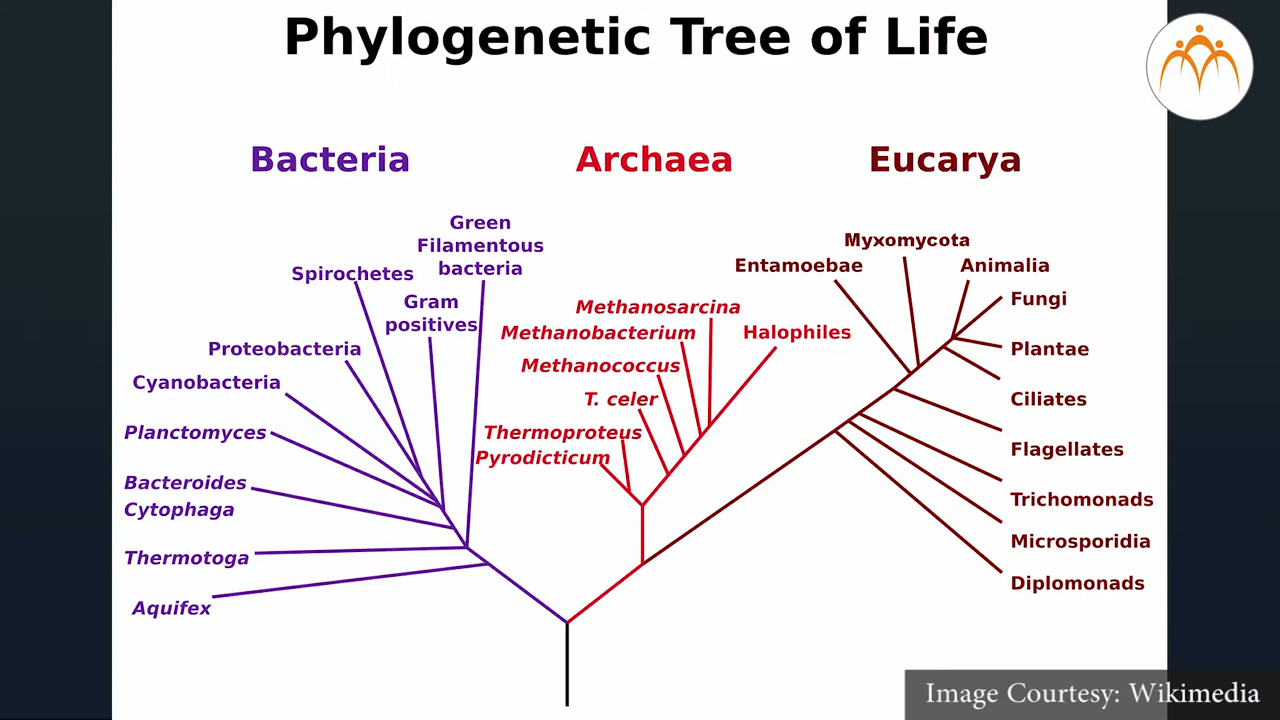 Phylogenetic Tree of Life
Bacteria
Archaea
Eucarya
Green
Filamentous
bacteria
Spirochetes
Gram
positives
Proteobacteria
Cyanobacteria
Planctomyces
Bacteroides
Cytophaga
Thermotoga
Aquifex
Methanosarcina
Methanobacterium
Halophiles
Methanococcus
T. celer
Thermoproteus
Pyrodicticum
Myxomycota
Entamoebae
Animalia
Fungi
Plantae
Ciliates
Flagellates
Trichomonads
Microsporidia
Diplomonads
Image Courtesy: Wikimedia